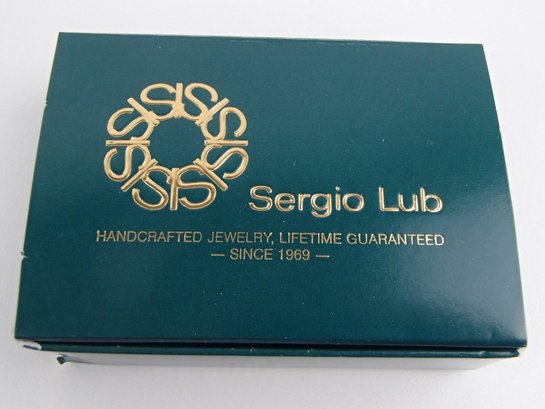 Sergio Lub
HANDCRAFTED JEWELRY, LIFETIME GUARANTEED
— SINCE 1969 —